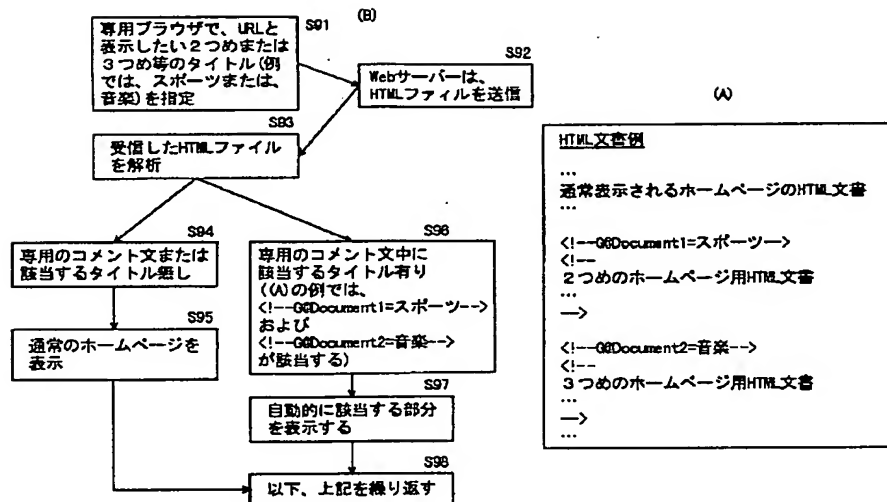 (B)
S91
専用ブラウザで、URLと
表示したい２つめまたは
３つめ等のタイトル(例
では、スポーツまたは、
音楽)を指定
S92
Webサーバーは、
HTMLファィルを送信
S93
受信したHTMLファイル
を解析
S94
専用のコメント文または
該当するタイトル無し
S95
通常のホームページを
表示
S96
専用のコメント文中に
該当するタイトル有り
((A)の例では、
<!--G@Document1=スポーツ-->
および
<!--G@Document2=音楽-->
が該当する)
S97
自動的に該当する部分
を表示する
S98
以下、上記を繰り返す
(A)
HTML文書例
…
通常表示されるホームページのHTML文書
…
<!--G@Document1=スポーツ-->
<!--
２つめのホームページ用HTML文書
…
-->
<!--G@Document2=音楽-->
<!--
３つめのホームページ用HTML文書
…
-->
…